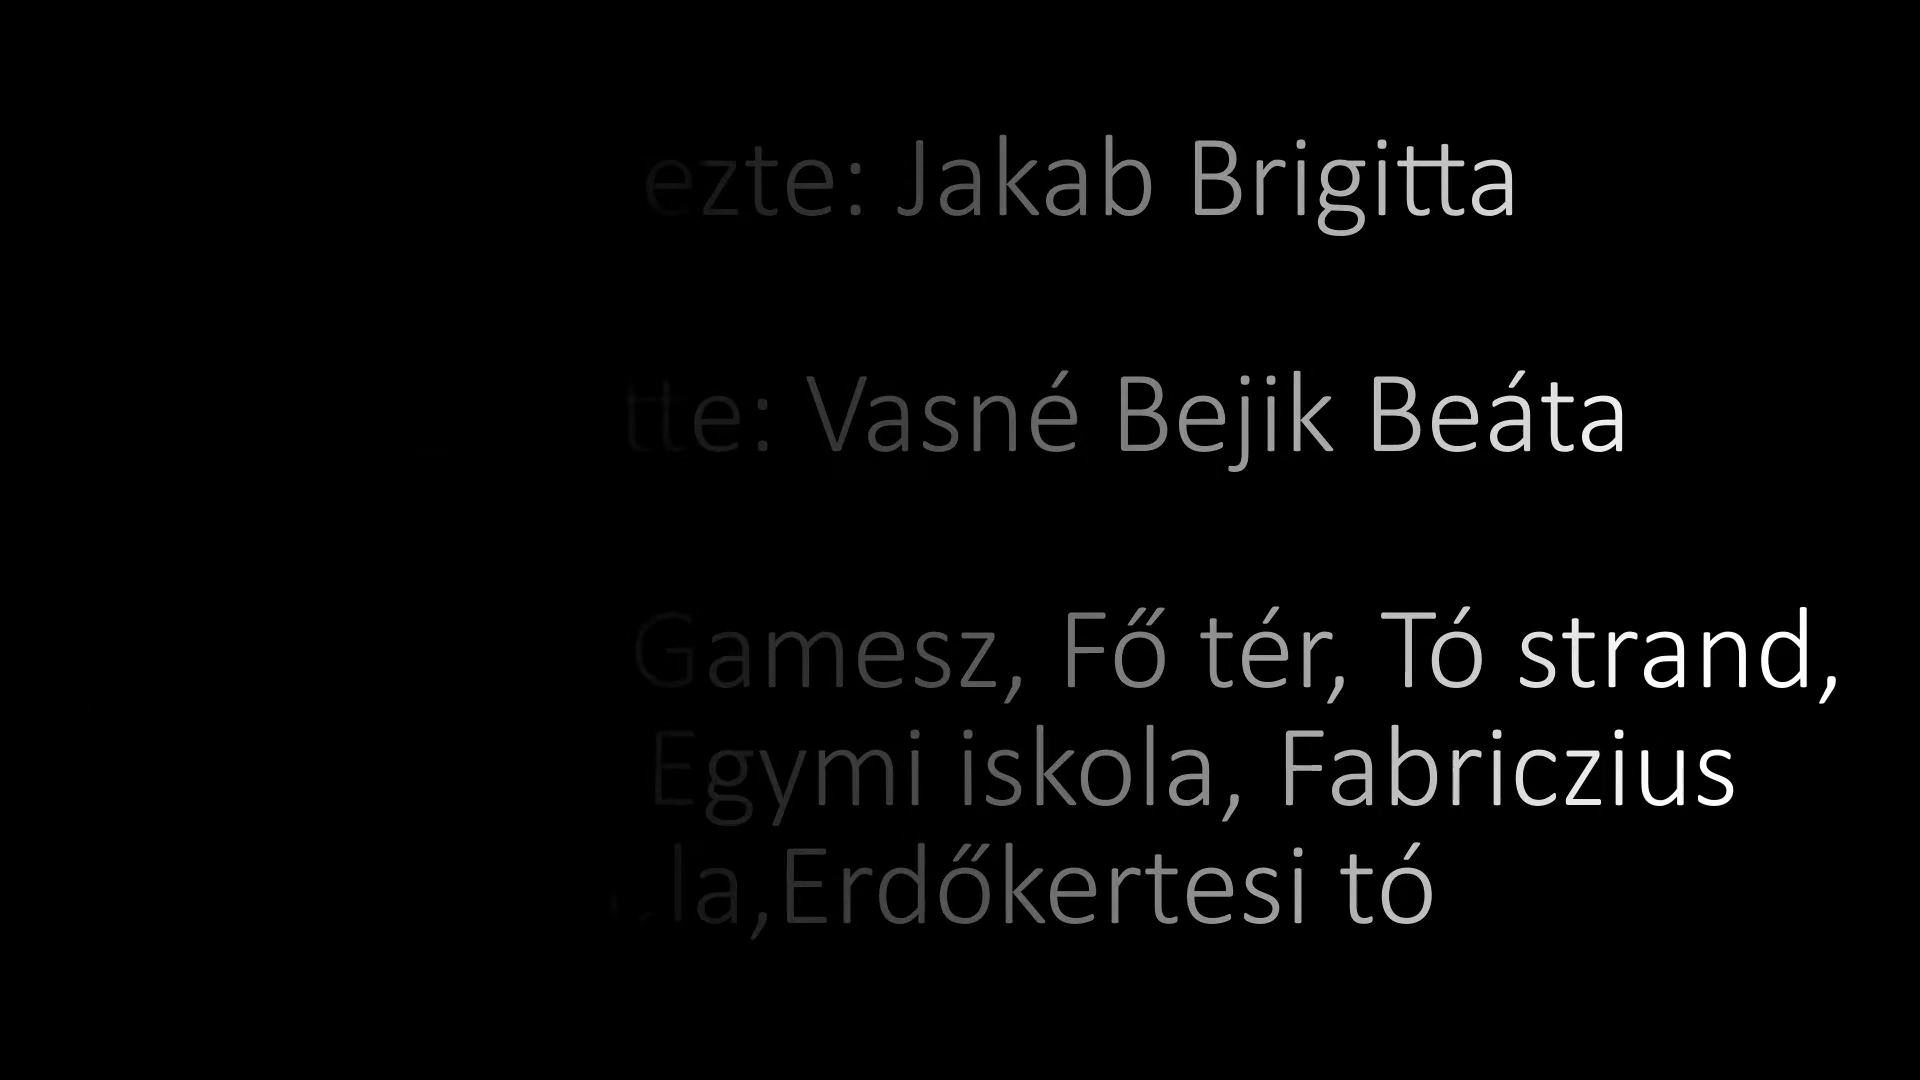 ezte: Jakab Brigitta
tte: Vasné Bejik Beáta
Gamesz, Fő tér, Tó strand,
Egymi iskola, Fabriczius
la,Erdőkertesi tó